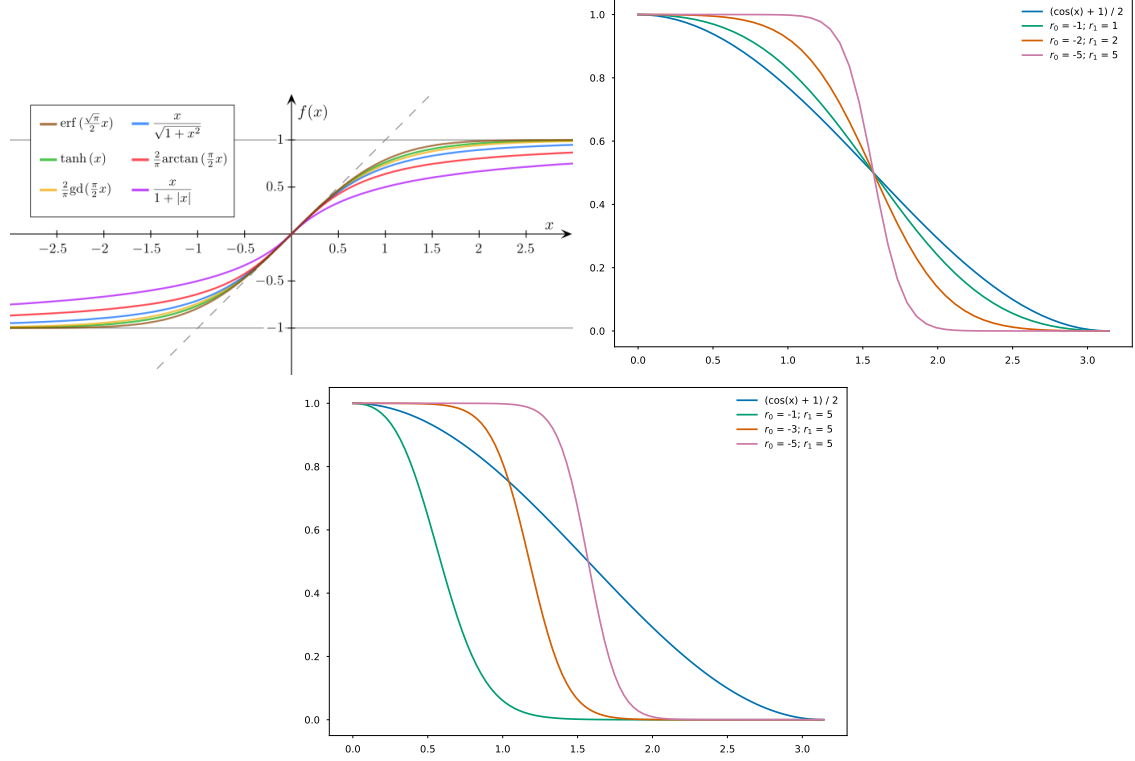 f(x)
erf (√π/2 x)
x/√(1 + x²)
tanh (x)
2/π arctan (π/2 x)
2/π gd (π/2 x)
x/(1 + |x|)
1
0.5
x
−2.5 −2 −1.5 −1 −0.5 0.5 1 1.5 2 2.5
−0.5
−1
(cos(x) + 1) / 2
r₀ = -1; r₁ = 1
r₀ = -2; r₁ = 2
r₀ = -5; r₁ = 5
1.0
0.8
0.6
0.4
0.2
0.0
0.0 0.5 1.0 1.5 2.0 2.5 3.0
(cos(x) + 1) / 2
r₀ = -1; r₁ = 5
r₀ = -3; r₁ = 5
r₀ = -5; r₁ = 5
1.0
0.8
0.6
0.4
0.2
0.0
0.0 0.5 1.0 1.5 2.0 2.5 3.0